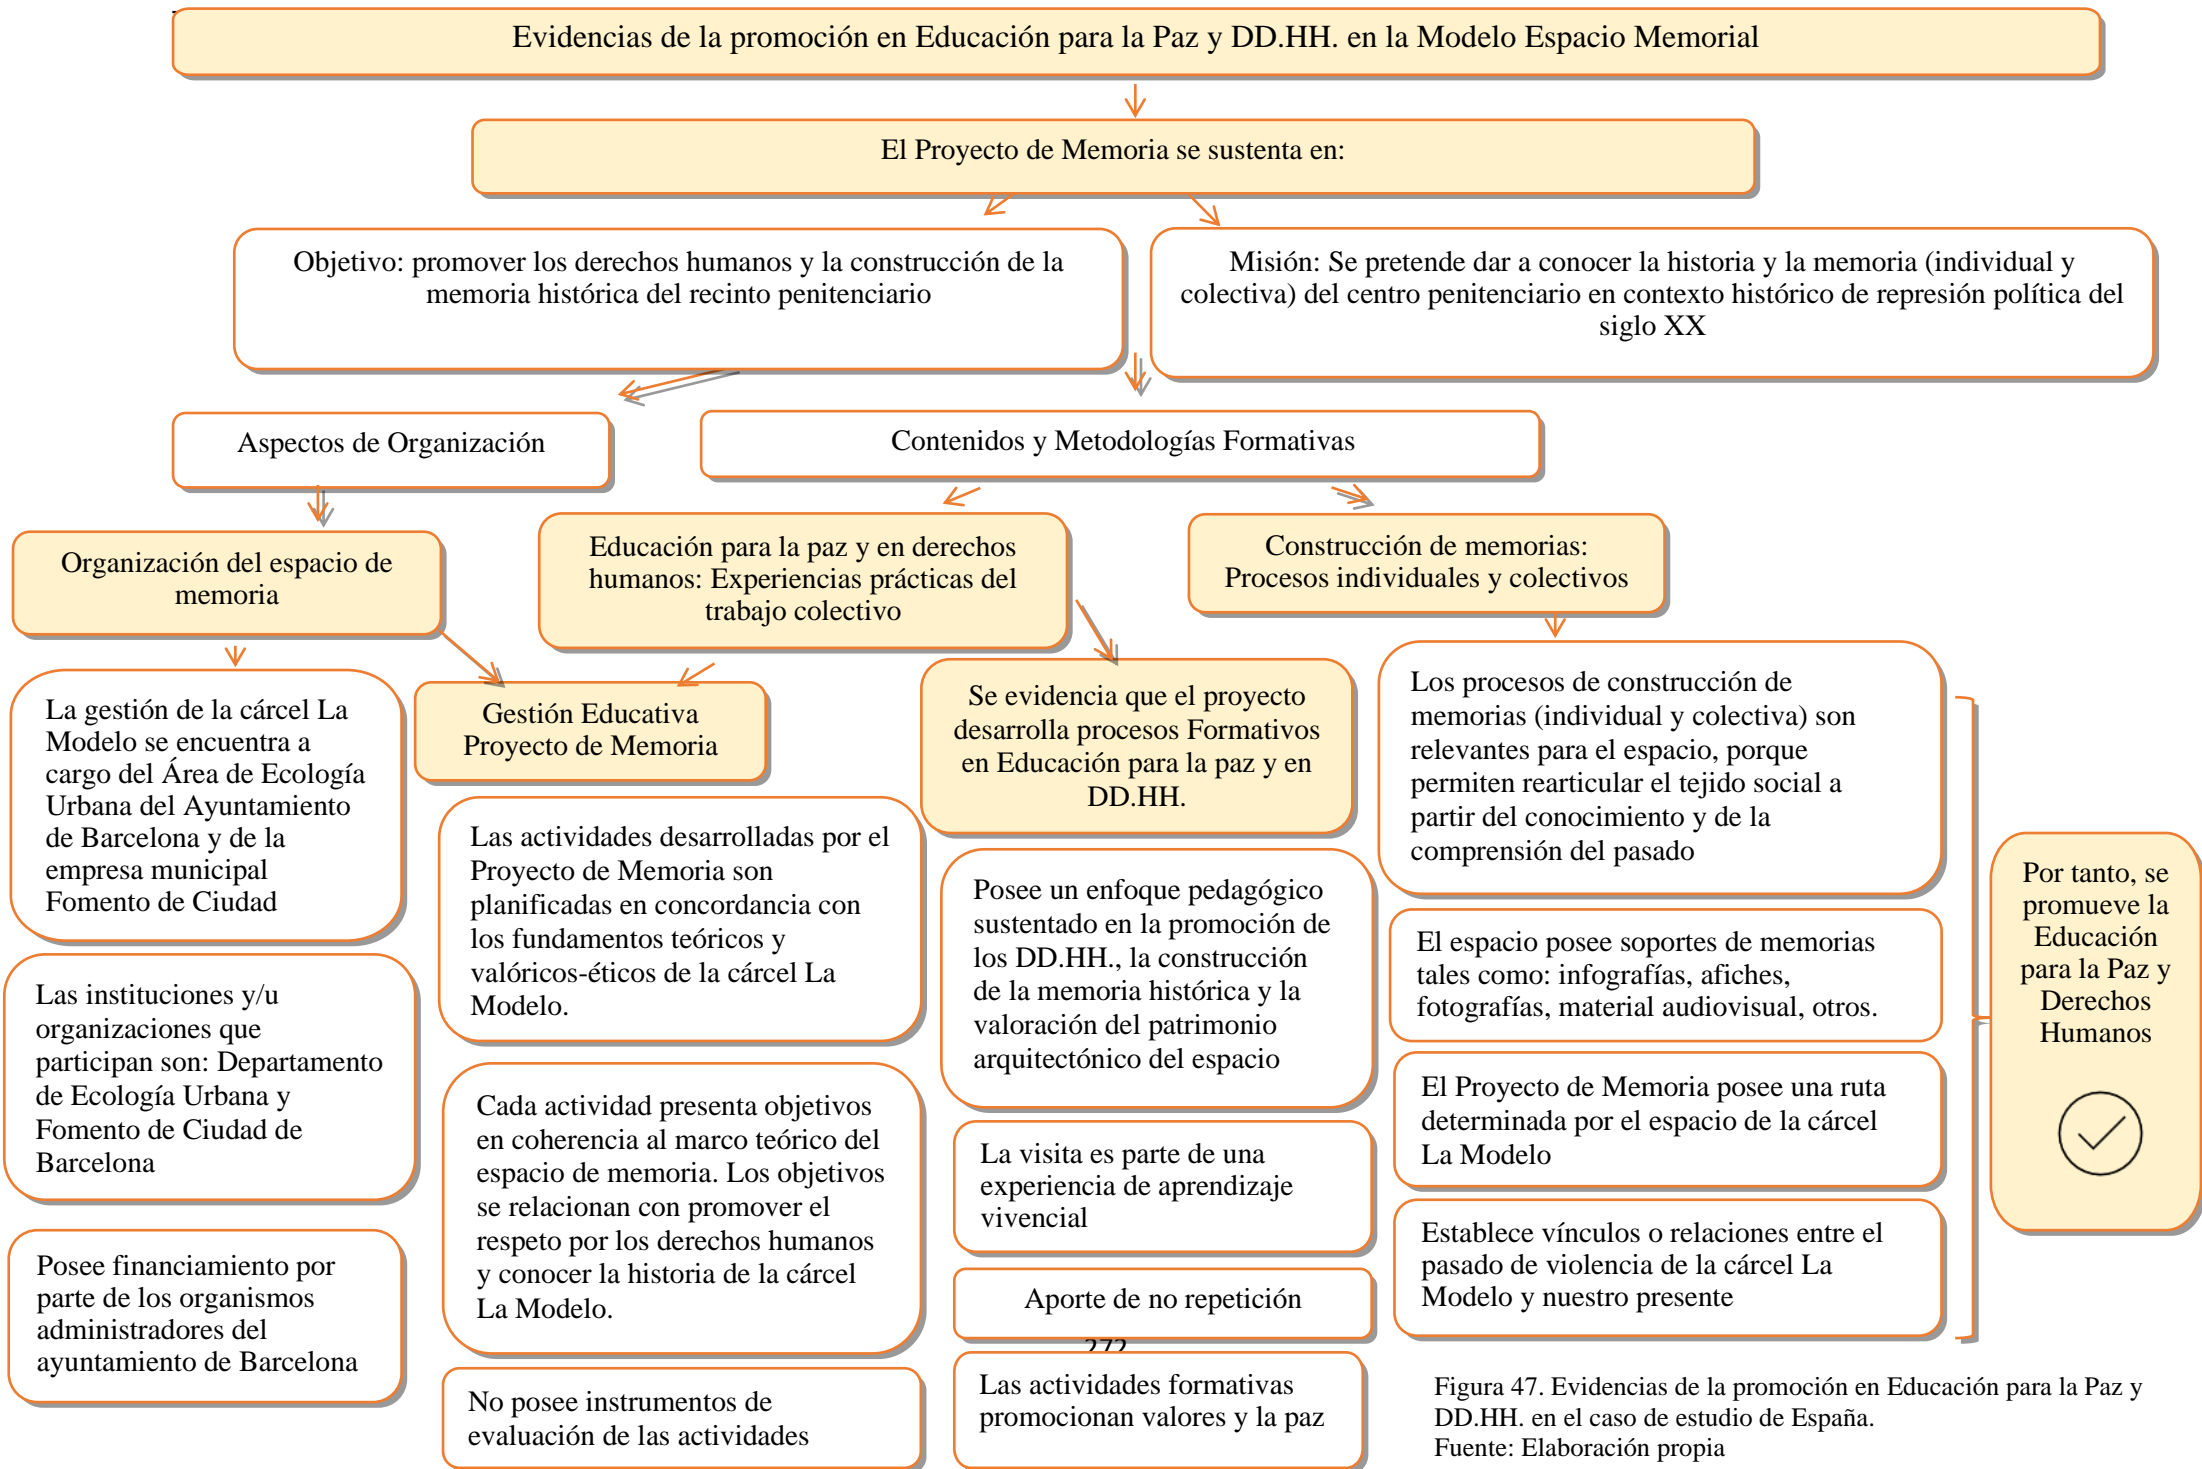 Evidencias de la promoción en Educación para la Paz y DD.HH. en la Modelo Espacio Memorial
El Proyecto de Memoria se sustenta en:
Objetivo: promover los derechos humanos y la construcción de la
memoria histórica del recinto penitenciario
Misión: Se pretende dar a conocer la historia y la memoria (individual y
colectiva) del centro penitenciario en contexto histórico de represión política del
siglo XX
Aspectos de Organización
Contenidos y Metodologías Formativas
Organización del espacio de
memoria
Educación para la paz y en derechos
humanos: Experiencias prácticas del
trabajo colectivo
Construcción de memorias:
Procesos individuales y colectivos
La gestión de la cárcel La
Modelo se encuentra a
cargo del Área de Ecología
Urbana del Ayuntamiento
de Barcelona y de la
empresa municipal
Fomento de Ciudad
Las instituciones y/u
organizaciones que
participan son: Departamento
de Ecología Urbana y
Fomento de Ciudad de
Barcelona
Posee financiamiento por
parte de los organismos
administradores del
ayuntamiento de Barcelona
Gestión Educativa
Proyecto de Memoria
Las actividades desarrolladas por el
Proyecto de Memoria son
planificadas en concordancia con
los fundamentos teóricos y
valóricos-éticos de la cárcel La
Modelo.
Cada actividad presenta objetivos
en coherencia al marco teórico del
espacio de memoria. Los objetivos
se relacionan con promover el
respeto por los derechos humanos
y conocer la historia de la cárcel
La Modelo.
No posee instrumentos de
evaluación de las actividades
Se evidencia que el proyecto
desarrolla procesos Formativos
en Educación para la paz y en
DD.HH.
Posee un enfoque pedagógico
sustentado en la promoción de
los DD.HH., la construcción
de la memoria histórica y la
valoración del patrimonio
arquitectónico del espacio
La visita es parte de una
experiencia de aprendizaje
vivencial
Aporte de no repetición
272
Las actividades formativas
promocionan valores y la paz
Los procesos de construcción de
memorias (individual y colectiva) son
relevantes para el espacio, porque
permiten rearticular el tejido social a
partir del conocimiento y de la
comprensión del pasado
El espacio posee soportes de memorias
tales como: infografías, afiches,
fotografías, material audiovisual, otros.
El Proyecto de Memoria posee una ruta
determinada por el espacio de la cárcel
La Modelo
Establece vínculos o relaciones entre el
pasado de violencia de la cárcel La
Modelo y nuestro presente
Por tanto, se
promueve la
Educación
para la Paz y
Derechos
Humanos
Figura 47. Evidencias de la promoción en Educación para la Paz y
DD.HH. en el caso de estudio de España.
Fuente: Elaboración propia